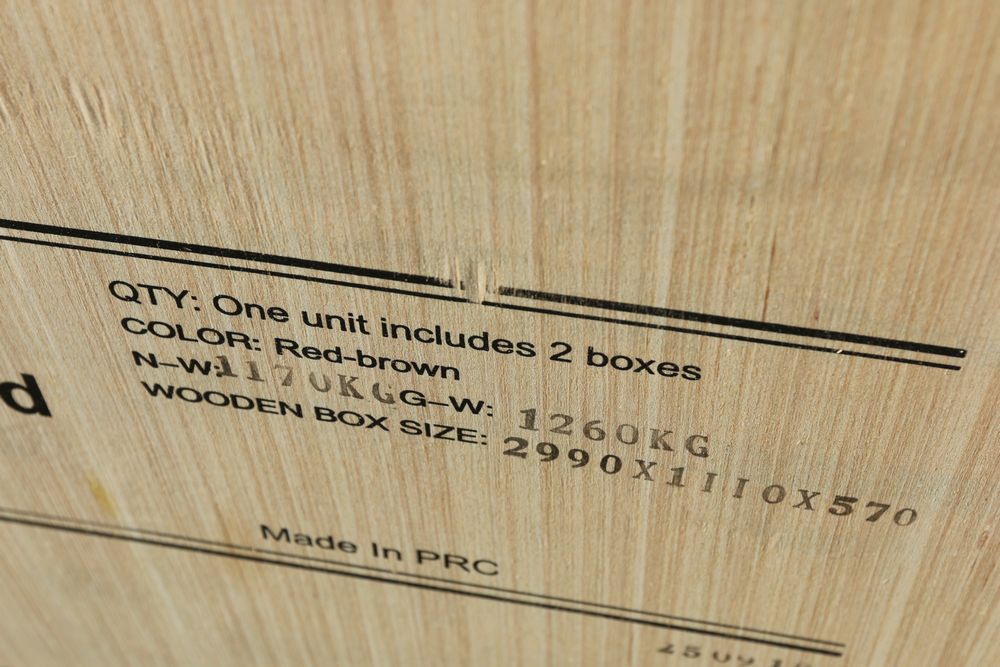 QTY: One unit includes 2 boxes
COLOR: Red-brown
N-W:1170KG G-W: 1260KG
WOODEN BOX SIZE: 2990X1110X570
d
Made In PRC